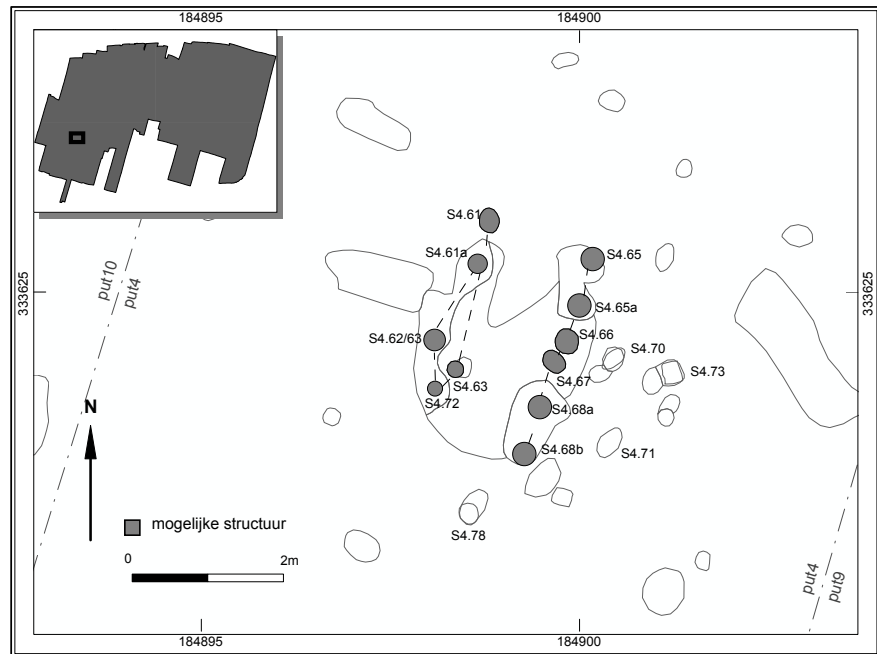 184895
184900
S4.61
S4.61a
S4.65
put10
put4
333625
333625
S4.65a
S4.62/63
S4.66
S4.70
S4.63
S4.67
S4.73
S4.72
N
S4.68a
S4.68b
S4.71
mogelijke structuur
S4.78
0
2m
put4
put9
184895
184900